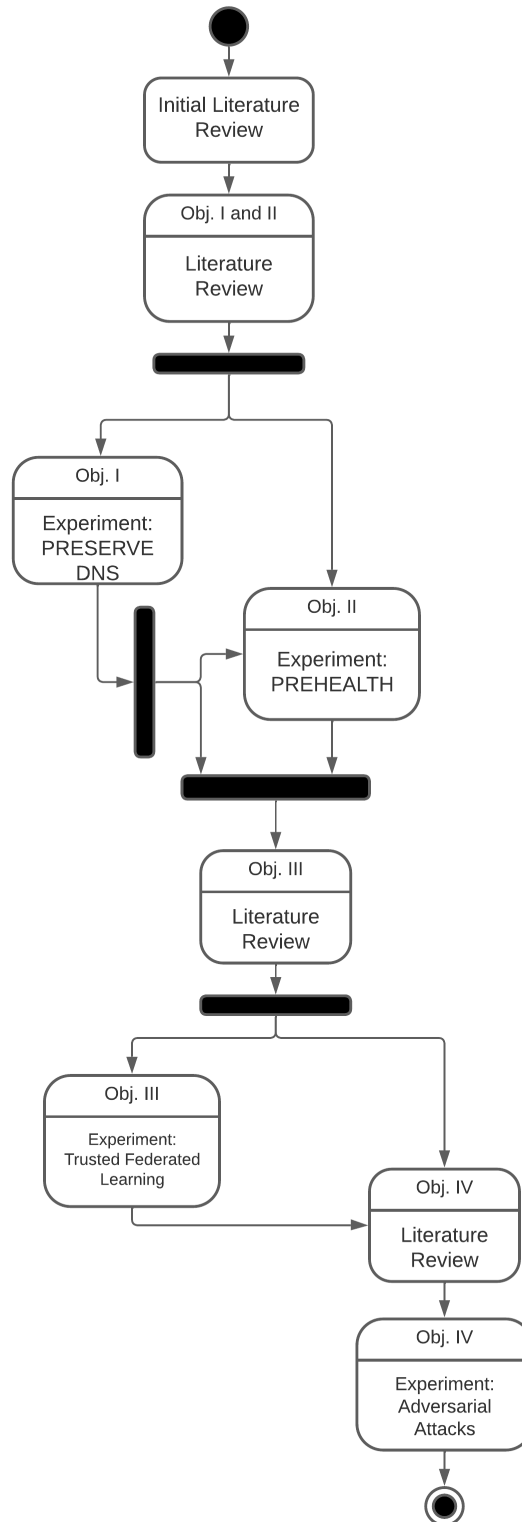 Initial Literature
Review
Obj. I and II
Literature
Review
Obj. I
Experiment:
PRESERVE
DNS
Obj. II
Experiment:
PREHEALTH
Obj. III
Literature
Review
Obj. III
Experiment:
Trusted Federated
Learning
Obj. IV
Literature
Review
Obj. IV
Experiment:
Adversarial
Attacks